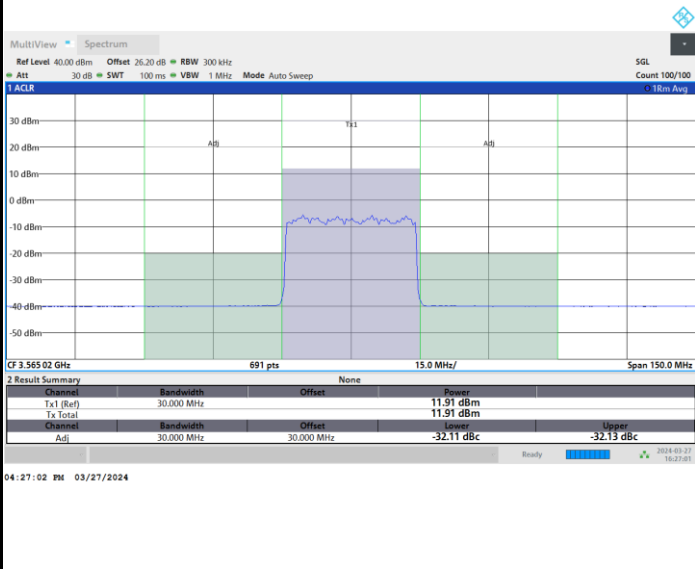 MultiView Spectrum
Ref Level 40.00 dBm Offset 26.20 dB RBW 300 kHz SGL
Att 30 dB SWT 100 ms VBW 1 MHz Mode Auto Sweep Count 100/100
1 ACLR 1Rm Avg
30 dBm
Tx1
20 dBm
Adj Adj
10 dBm
0 dBm
-10 dBm
-20 dBm
-30 dBm
-40 dBm
-50 dBm
CF 3.565 02 GHz 691 pts 15.0 MHz/ Span 150.0 MHz
2 Result Summary None
Channel Bandwidth Offset Power
Tx1 (Ref) 30.000 MHz 11.91 dBm
Tx Total 11.91 dBm
Channel Bandwidth Offset Lower Upper
Adj 30.000 MHz 30.000 MHz -32.11 dBc -32.13 dBc
Ready 2024-03-27
16:27:01
04:27:02 PM 03/27/2024